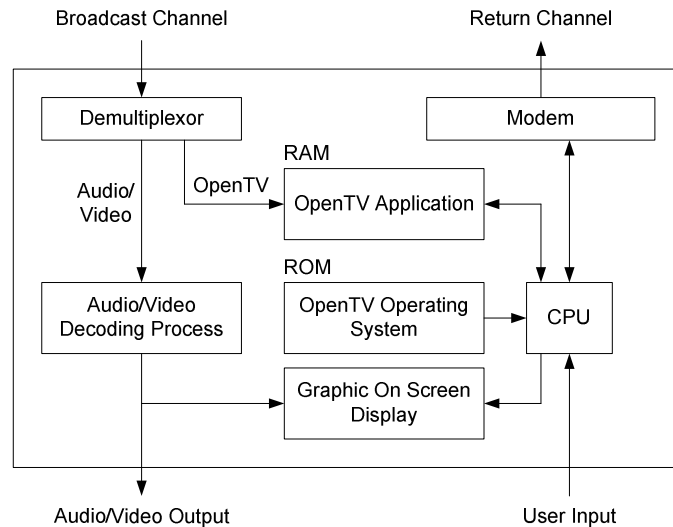 Broadcast Channel
Return Channel
Demultiplexor
Modem
RAM
OpenTV
Audio/
Video
OpenTV Application
ROM
Audio/Video
Decoding Process
OpenTV Operating
System
CPU
Graphic On Screen
Display
Audio/Video Output
User Input